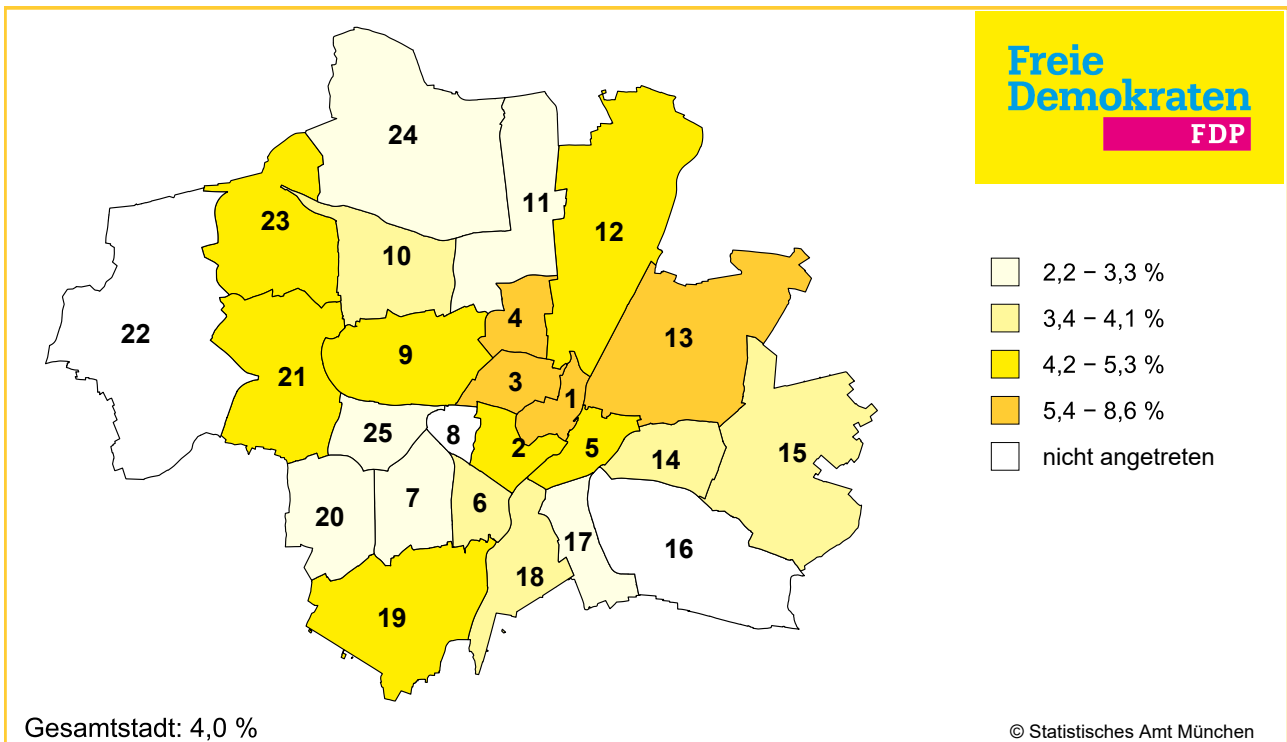 Freie
Demokraten
FDP
24
11
12
23
10
22
4
13
9
21
3
1
25
8
2
5
14
15
7
6
20
17
16
18
19
2,2 – 3,3 %
3,4 – 4,1 %
4,2 – 5,3 %
5,4 – 8,6 %
nicht angetreten
Gesamtstadt: 4,0 %
© Statistisches Amt München